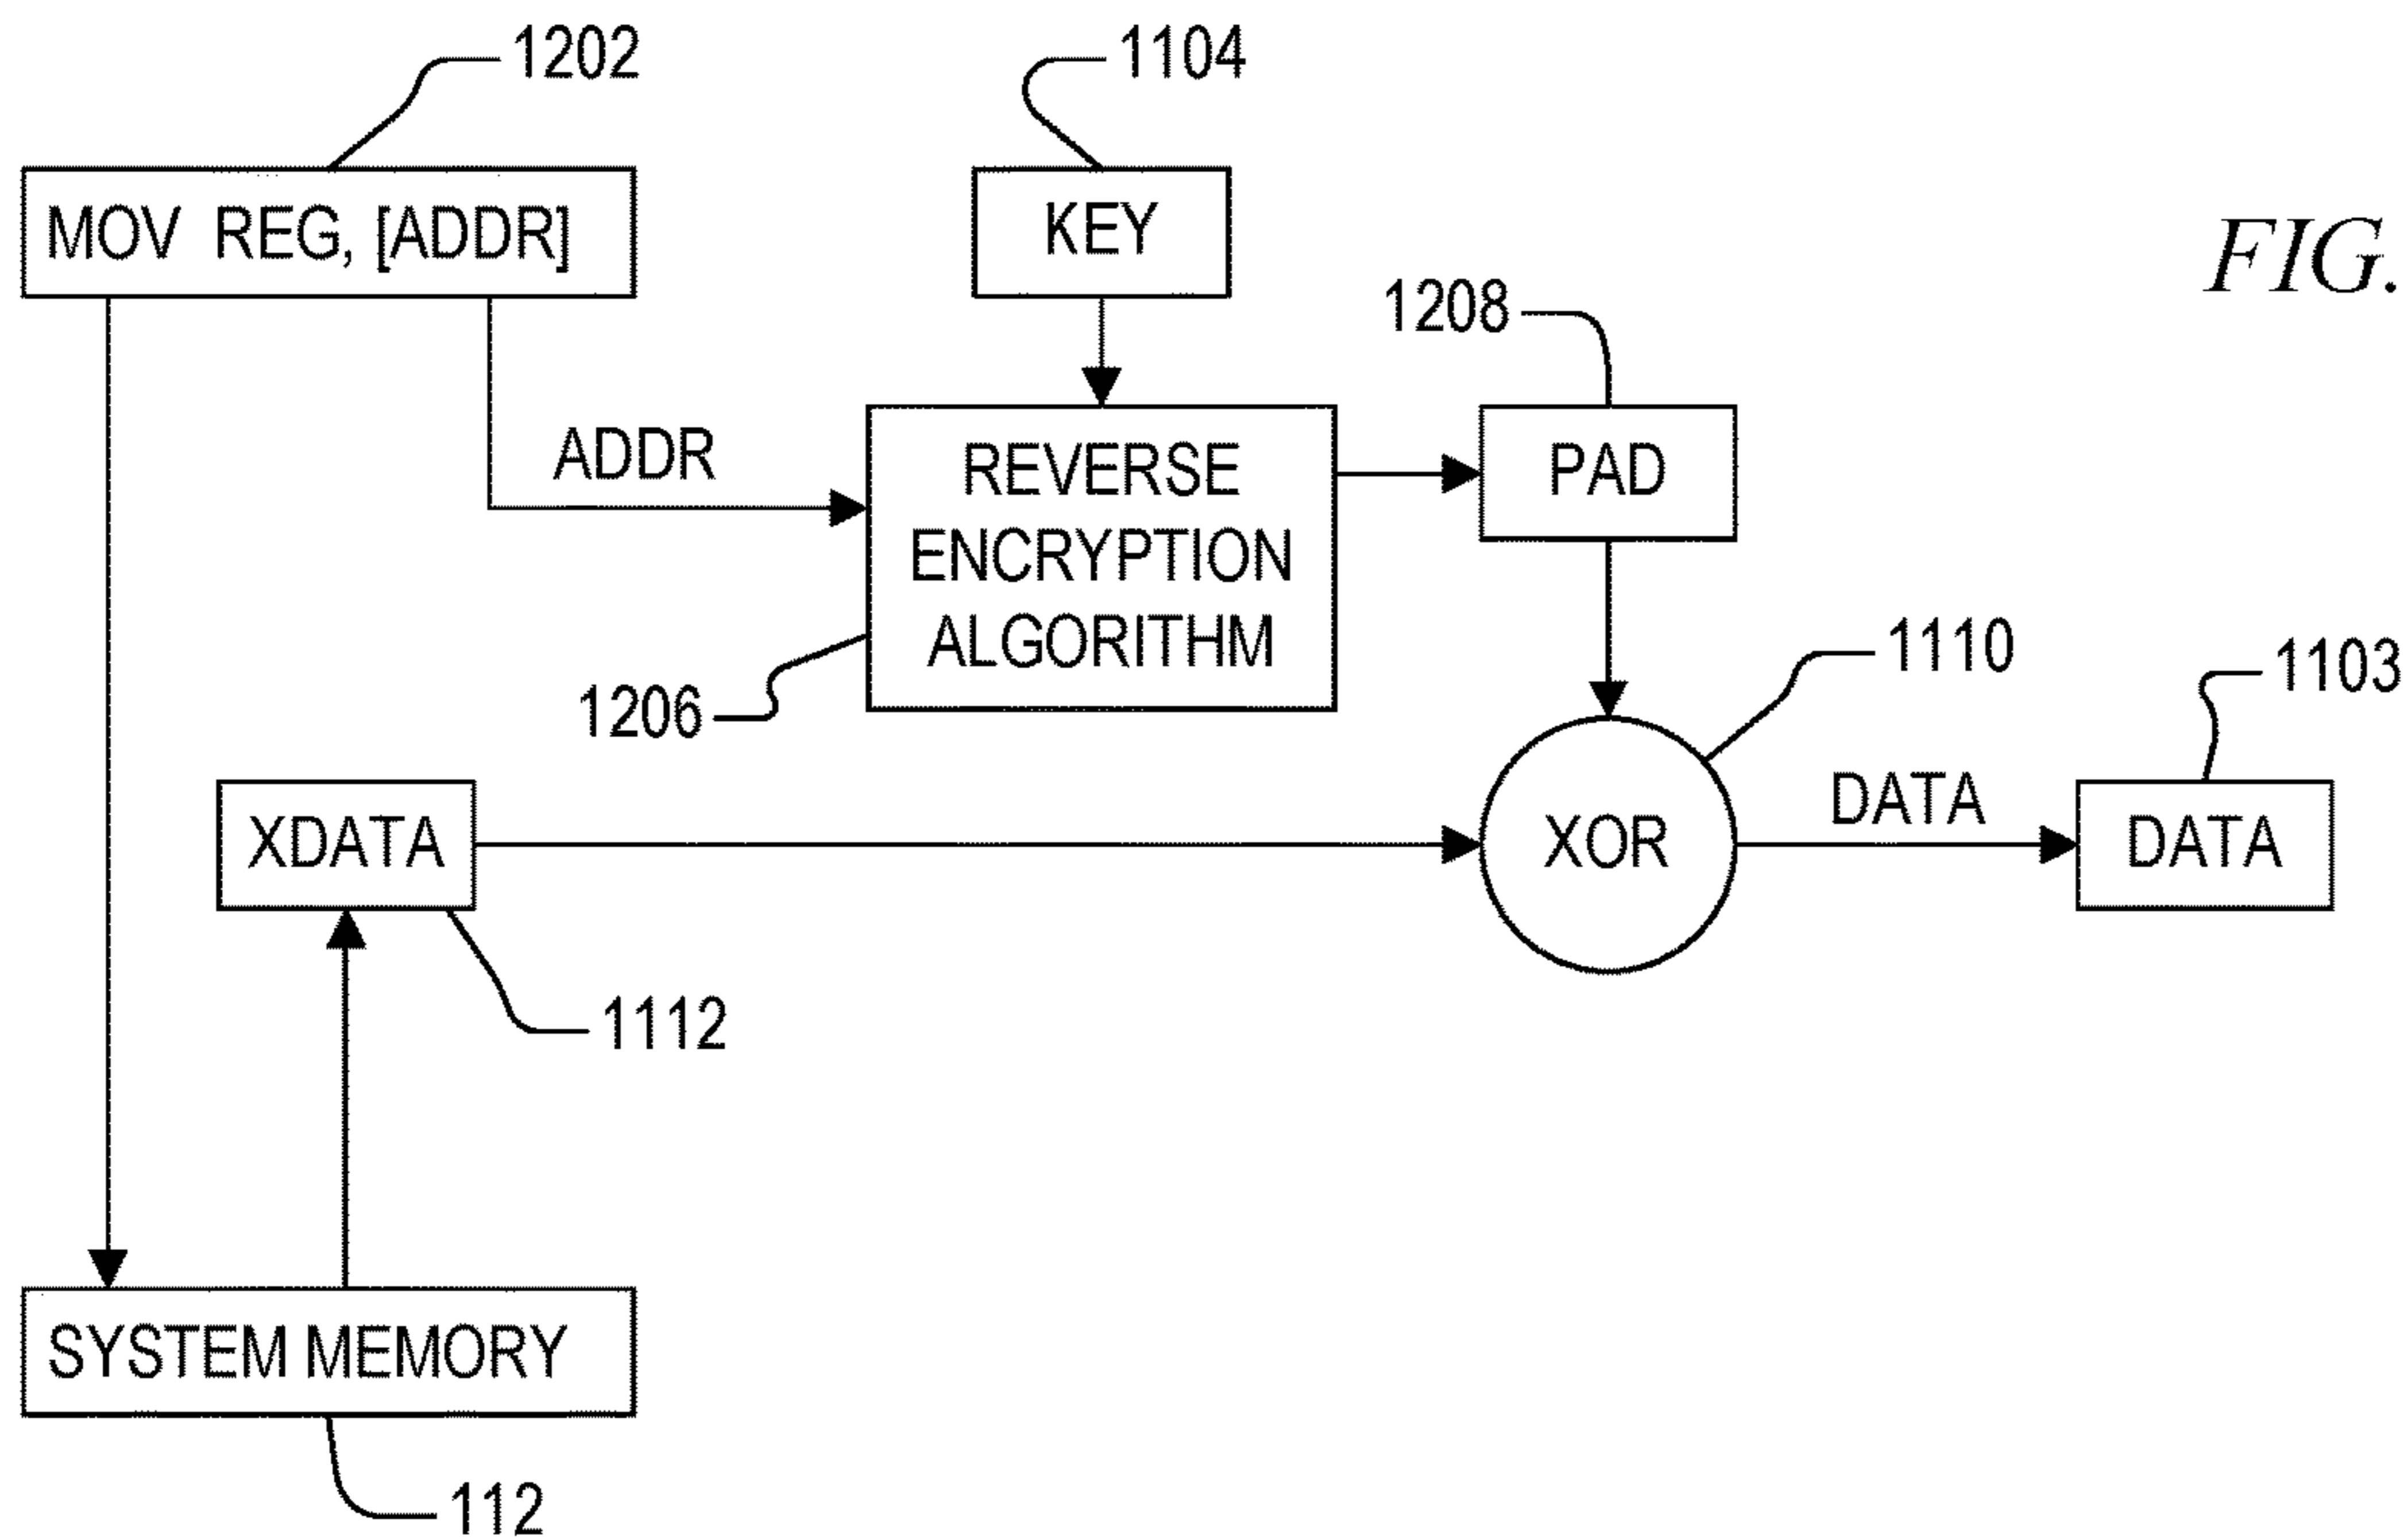 1202
1104
MOV REG, [ADDR]
KEY
FIG.
1208
ADDR
REVERSE
ENCRYPTION
ALGORITHM
PAD
1206
1110
1103
XDATA
XOR
DATA
DATA
1112
SYSTEM MEMORY
112